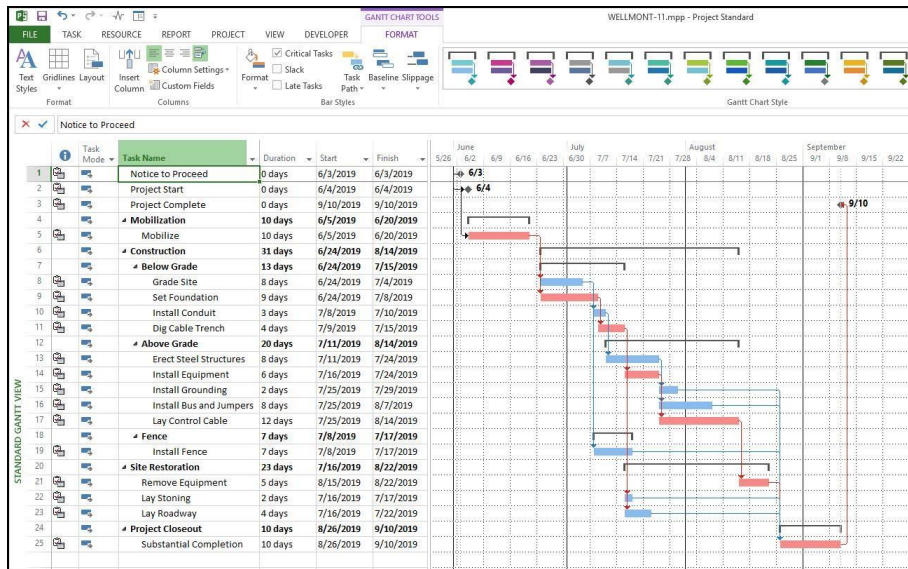 GANTT CHART TOOLS
WELLMONT-11.mpp - Project Standard
FILE TASK RESOURCE REPORT PROJECT VIEW DEVELOPER FORMAT
Text Styles
Gridlines
Layout
Format
Insert Column
Column Settings
Custom Fields
Columns
Format
Critical Tasks
Slack
Late Tasks
Task Path
Baseline
Slippage
Bar Styles
Gantt Chart Style
Notice to Proceed
Task Mode Task Name Duration Start Finish
June July August September
5/26 6/2 6/9 6/16 6/23 6/30 7/7 7/14 7/21 7/28 8/4 8/11 8/18 8/25 9/1 9/8 9/15 9/22
1 Notice to Proceed 0 days 6/3/2019 6/3/2019 6/3
2 Project Start 0 days 6/4/2019 6/4/2019 6/4
3 Project Complete 0 days 9/10/2019 9/10/2019 9/10
4 Mobilization 10 days 6/5/2019 6/20/2019
5 Mobilize 10 days 6/5/2019 6/20/2019
6 Construction 31 days 6/24/2019 8/14/2019
7 Below Grade 13 days 6/24/2019 7/15/2019
8 Grade Site 8 days 6/24/2019 7/4/2019
9 Set Foundation 9 days 6/24/2019 7/8/2019
10 Install Conduit 3 days 7/8/2019 7/10/2019
11 Dig Cable Trench 4 days 7/9/2019 7/15/2019
12 Above Grade 20 days 7/11/2019 8/14/2019
13 Erect Steel Structures 8 days 7/11/2019 7/24/2019
14 Install Equipment 6 days 7/16/2019 7/24/2019
15 Install Grounding 2 days 7/25/2019 7/29/2019
16 Install Bus and Jumpers 8 days 7/25/2019 8/7/2019
17 Lay Control Cable 12 days 7/25/2019 8/14/2019
18 Fence 7 days 7/8/2019 7/17/2019
19 Install Fence 7 days 7/8/2019 7/17/2019
20 Site Restoration 23 days 7/16/2019 8/22/2019
21 Remove Equipment 5 days 8/15/2019 8/22/2019
22 Lay Stoning 2 days 7/16/2019 7/17/2019
23 Lay Roadway 4 days 7/16/2019 7/22/2019
24 Project Closeout 10 days 8/26/2019 9/10/2019
25 Substantial Completion 10 days 8/26/2019 9/10/2019
STANDARD GANTT VIEW